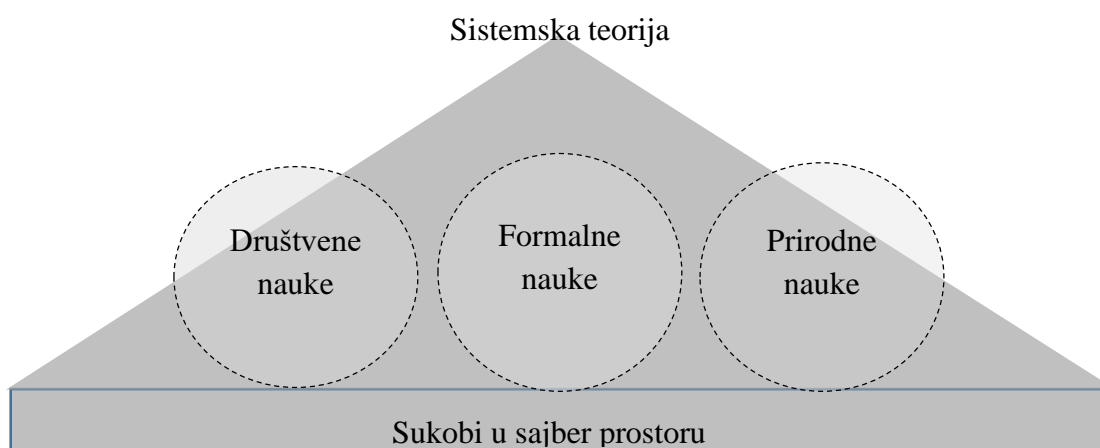 Sistemska teorija
Društvene
nauke
Formalne
nauke
Prirodne
nauke
Sukobi u sajber prostoru